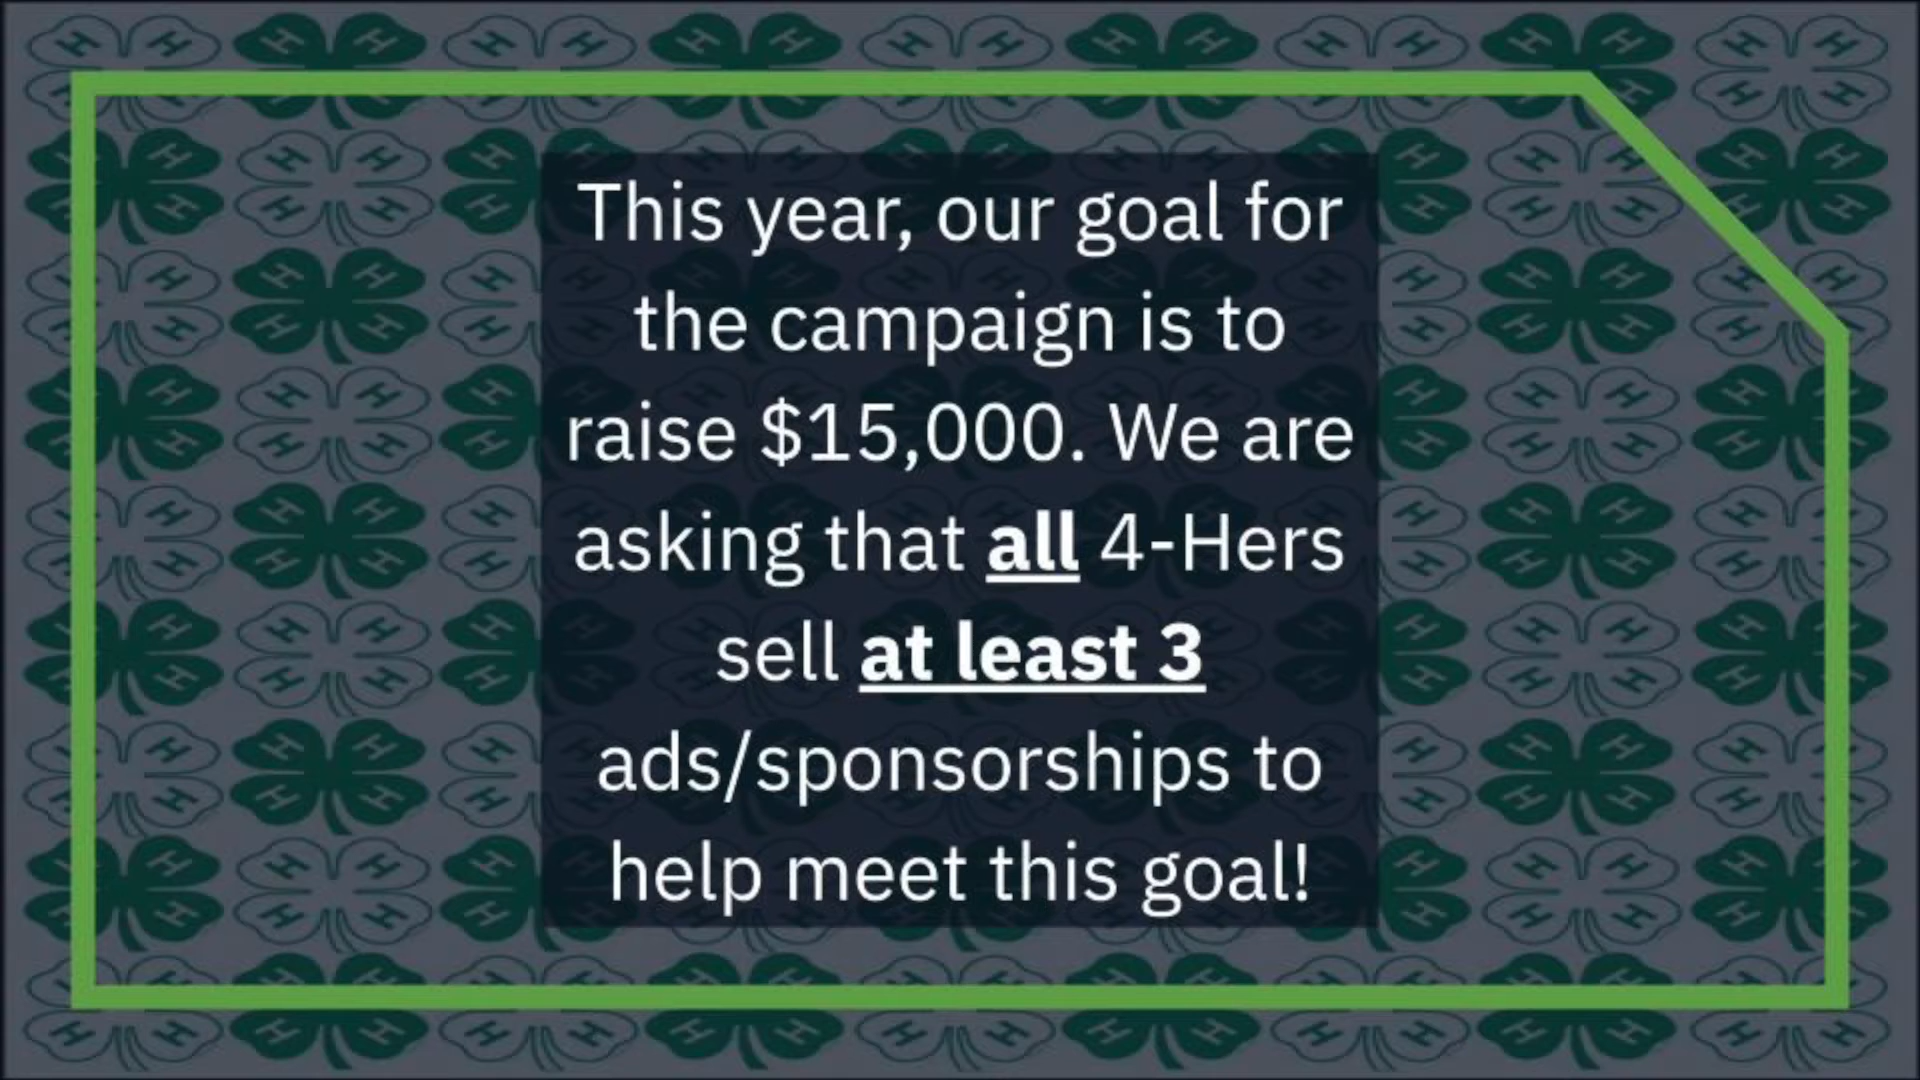 This year, our goal for
the campaign is to
raise $15,000. We are
asking that all 4-Hers
sell at least 3
ads/sponsorships to
help meet this goal!